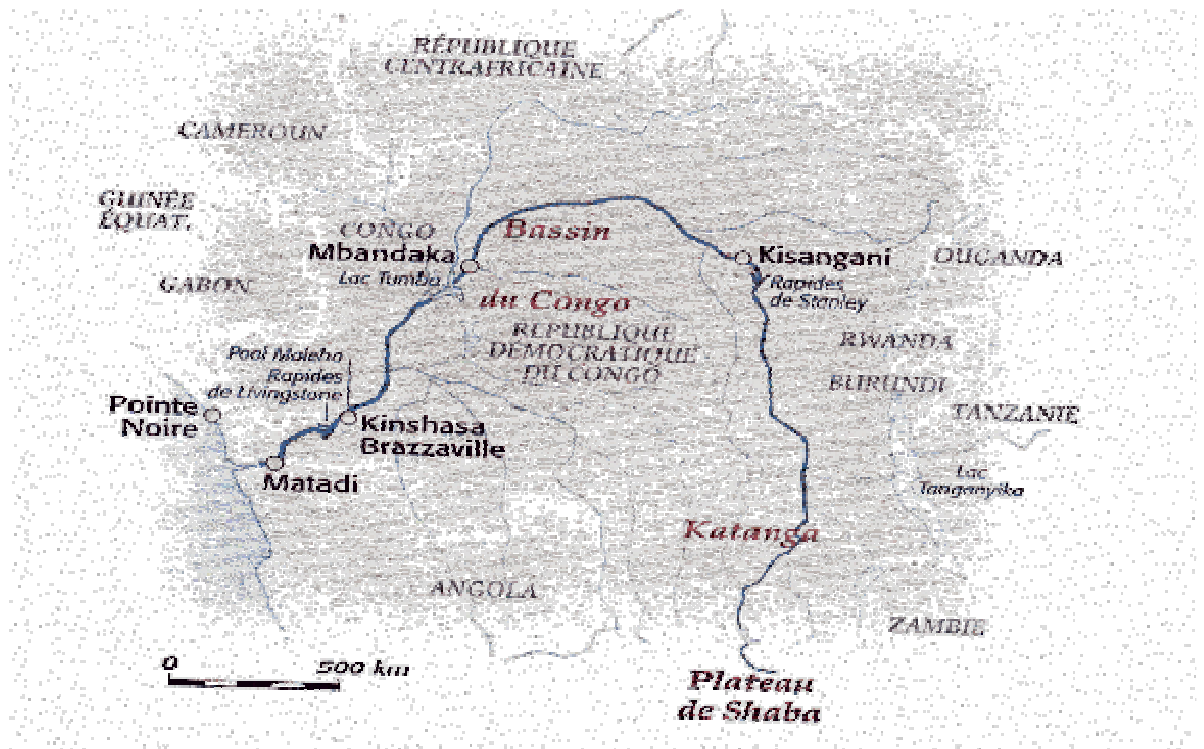 RÉPUBLIQUE
CENTRAFRICAINE
CAMEROUN
GUINÉE
ÉQUAT.
CONGO
Bassin
Mbandaka
Kisangani
OUGANDA
Lac Tumba
GABON
Rapides
de Stanley
du Congo
RÉPUBLIQUE
DÉMOCRATIQUE
DU CONGO
RWANDA
Pool Maleba
Rapides
de Livingstone
BURUNDI
Pointe
Noire
TANZANIE
Kinshasa
Brazzaville
Matadi
Lac
Tanganyika
Katanga
ANGOLA
ZAMBIE
0 500 km
Plateau
de Shaba